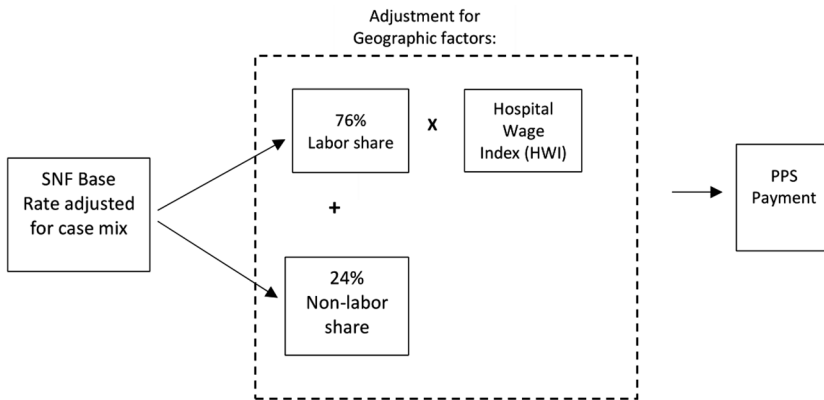 Adjustment for
Geographic factors:
76%
Labor share
X
Hospital
Wage
Index (HWI)
SNF Base
Rate adjusted
for case mix
+
24%
Non-labor
share
PPS
Payment